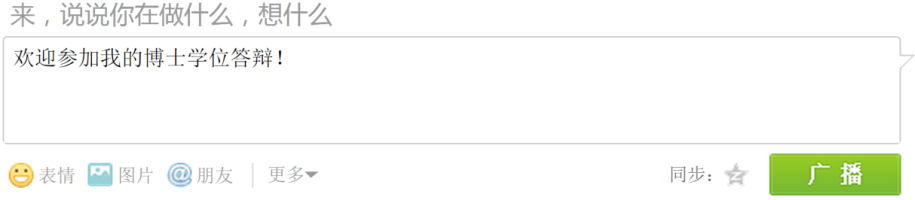 来，说说你在做什么，想什么
欢迎参加我的博士学位答辩！
表情 图片 @ 朋友 更多 同步： 广播